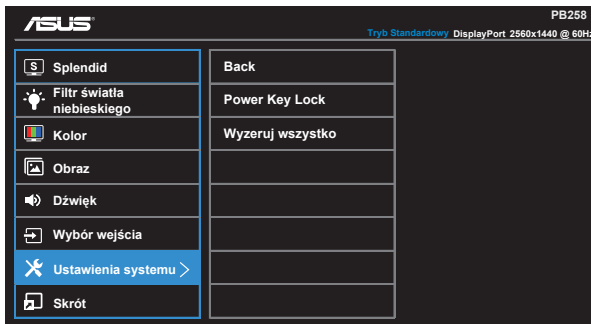 ASUS
PB258
Tryb Standardowy DisplayPort 2560x1440 @ 60Hz
S Splendid
Filtr światła
niebieskiego
Kolor
Obraz
Dźwięk
Wybór wejścia
Ustawienia systemu >
Skrót
Back
Power Key Lock
Wyzeruj wszystko